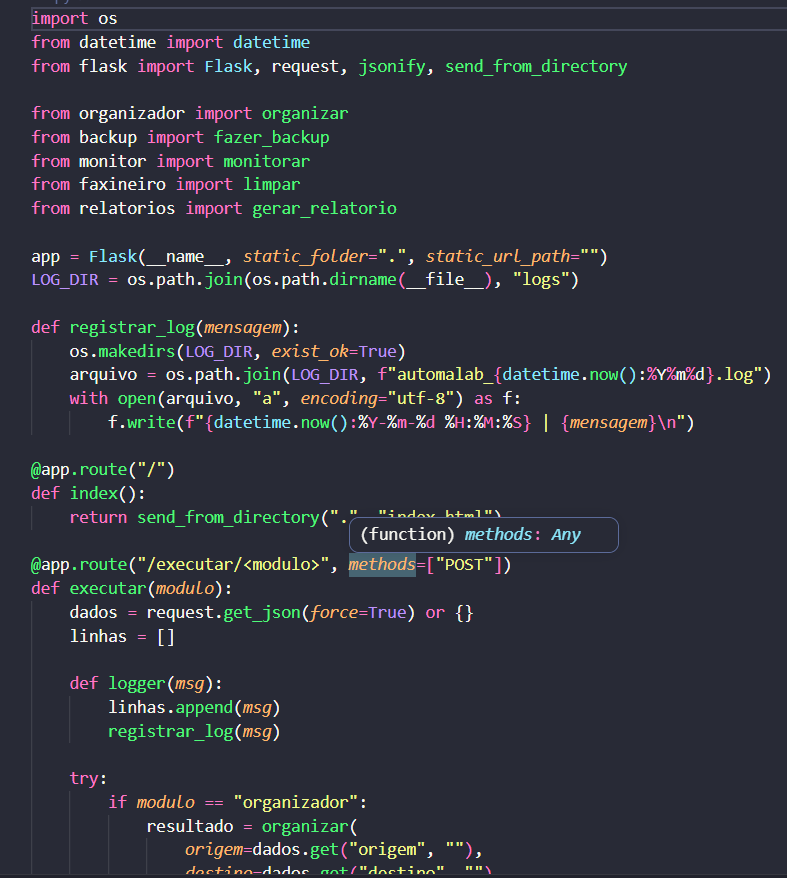 import os
from datetime import datetime
from flask import Flask, request, jsonify, send_from_directory
from organizador import organizar
from backup import fazer_backup
from monitor import monitorar
from faxineiro import limpar
from relatorios import gerar_relatorio
app = Flask(__name__, static_folder=".", static_url_path="")
LOG_DIR = os.path.join(os.path.dirname(__file__), "logs")
def registrar_log(mensagem):
    os.makedirs(LOG_DIR, exist_ok=True)
    arquivo = os.path.join(LOG_DIR, f"automalab_{datetime.now():%Y%m%d}.log")
    with open(arquivo, "a", encoding="utf-8") as f:
        f.write(f"{datetime.now():%Y-%m-%d %H:%M:%S} | {mensagem}\n")
@app.route("/")
def index():
    return send_from_directory(".", "index.html")
(function) methods: Any
@app.route("/executar/<modulo>", methods=["POST"])
def executar(modulo):
    dados = request.get_json(force=True) or {}
    linhas = []
    def logger(msg):
        linhas.append(msg)
        registrar_log(msg)
    try:
        if modulo == "organizador":
            resultado = organizar(
                origem=dados.get("origem", ""),
                destino=dados.get("destino", "")